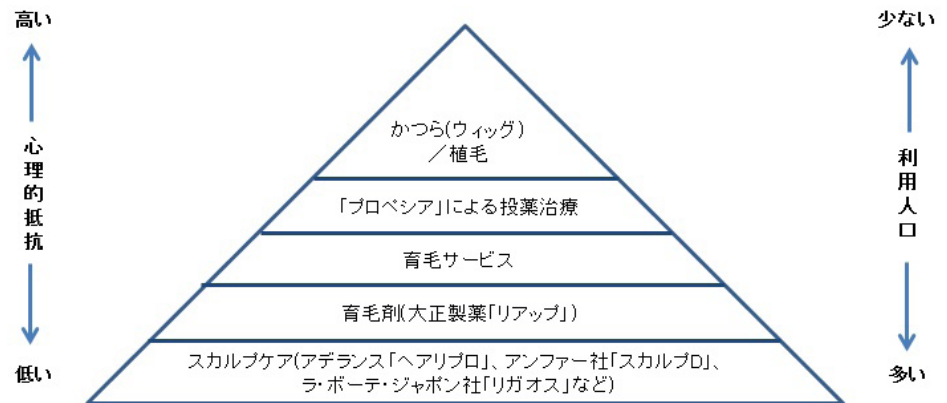 高い
少ない
かつら(ウィッグ)
／植毛
心理的抵抗
利用人口
「プロペシア」による投薬治療
育毛サービス
育毛剤(大正製薬「リアップ」)
低い
スカルプケア(アデランス「ヘアリプロ」、アンファー社「スカルプD」、
ラ・ボーテ・ジャポン社「リガオス」など)
多い